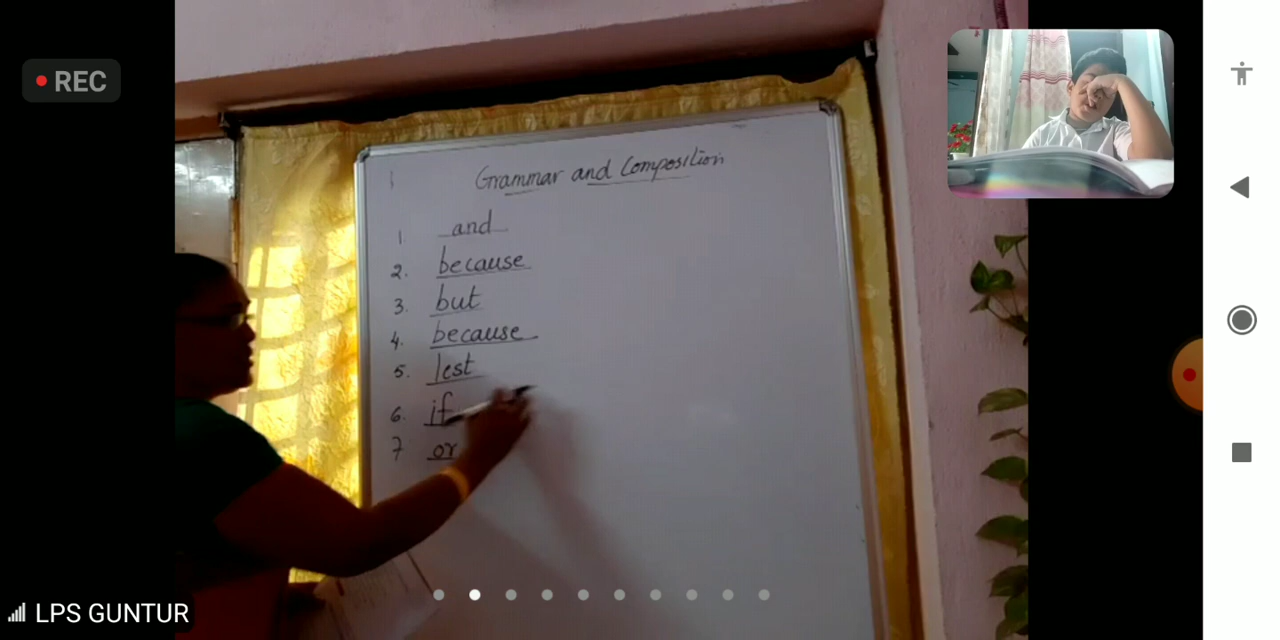 REC
Grammar and Composition
1. and
2. because
3. but
4. because
5. lest
6. if
7 or
LPS GUNTUR